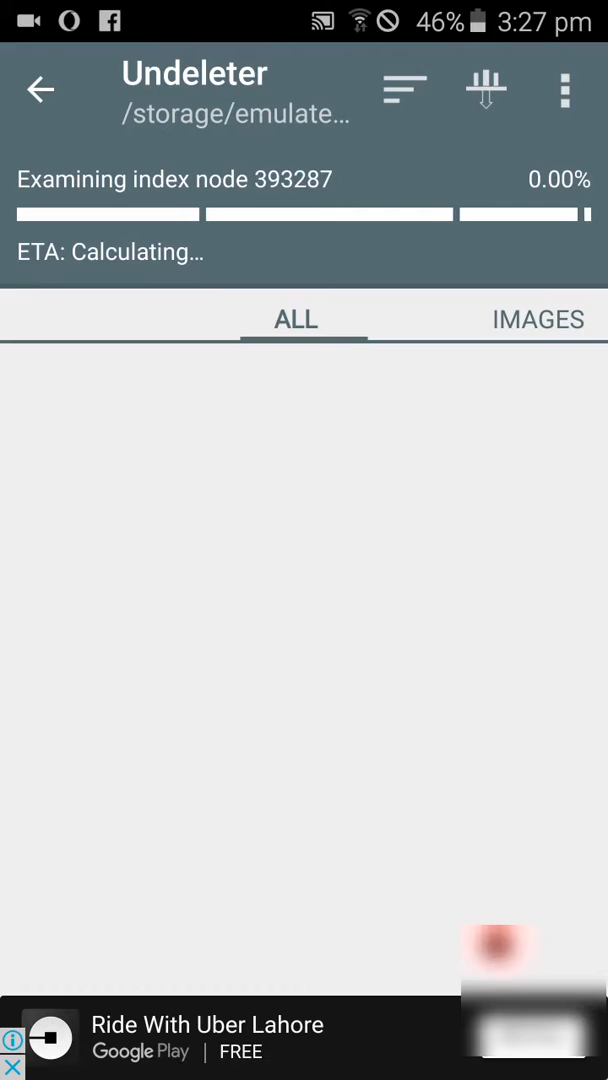 46% 3:27 pm
Undeleter
/storage/emulate...
Examining index node 393287 0.00%
ETA: Calculating...
ALL IMAGES
Ride With Uber Lahore
Google Play | FREE